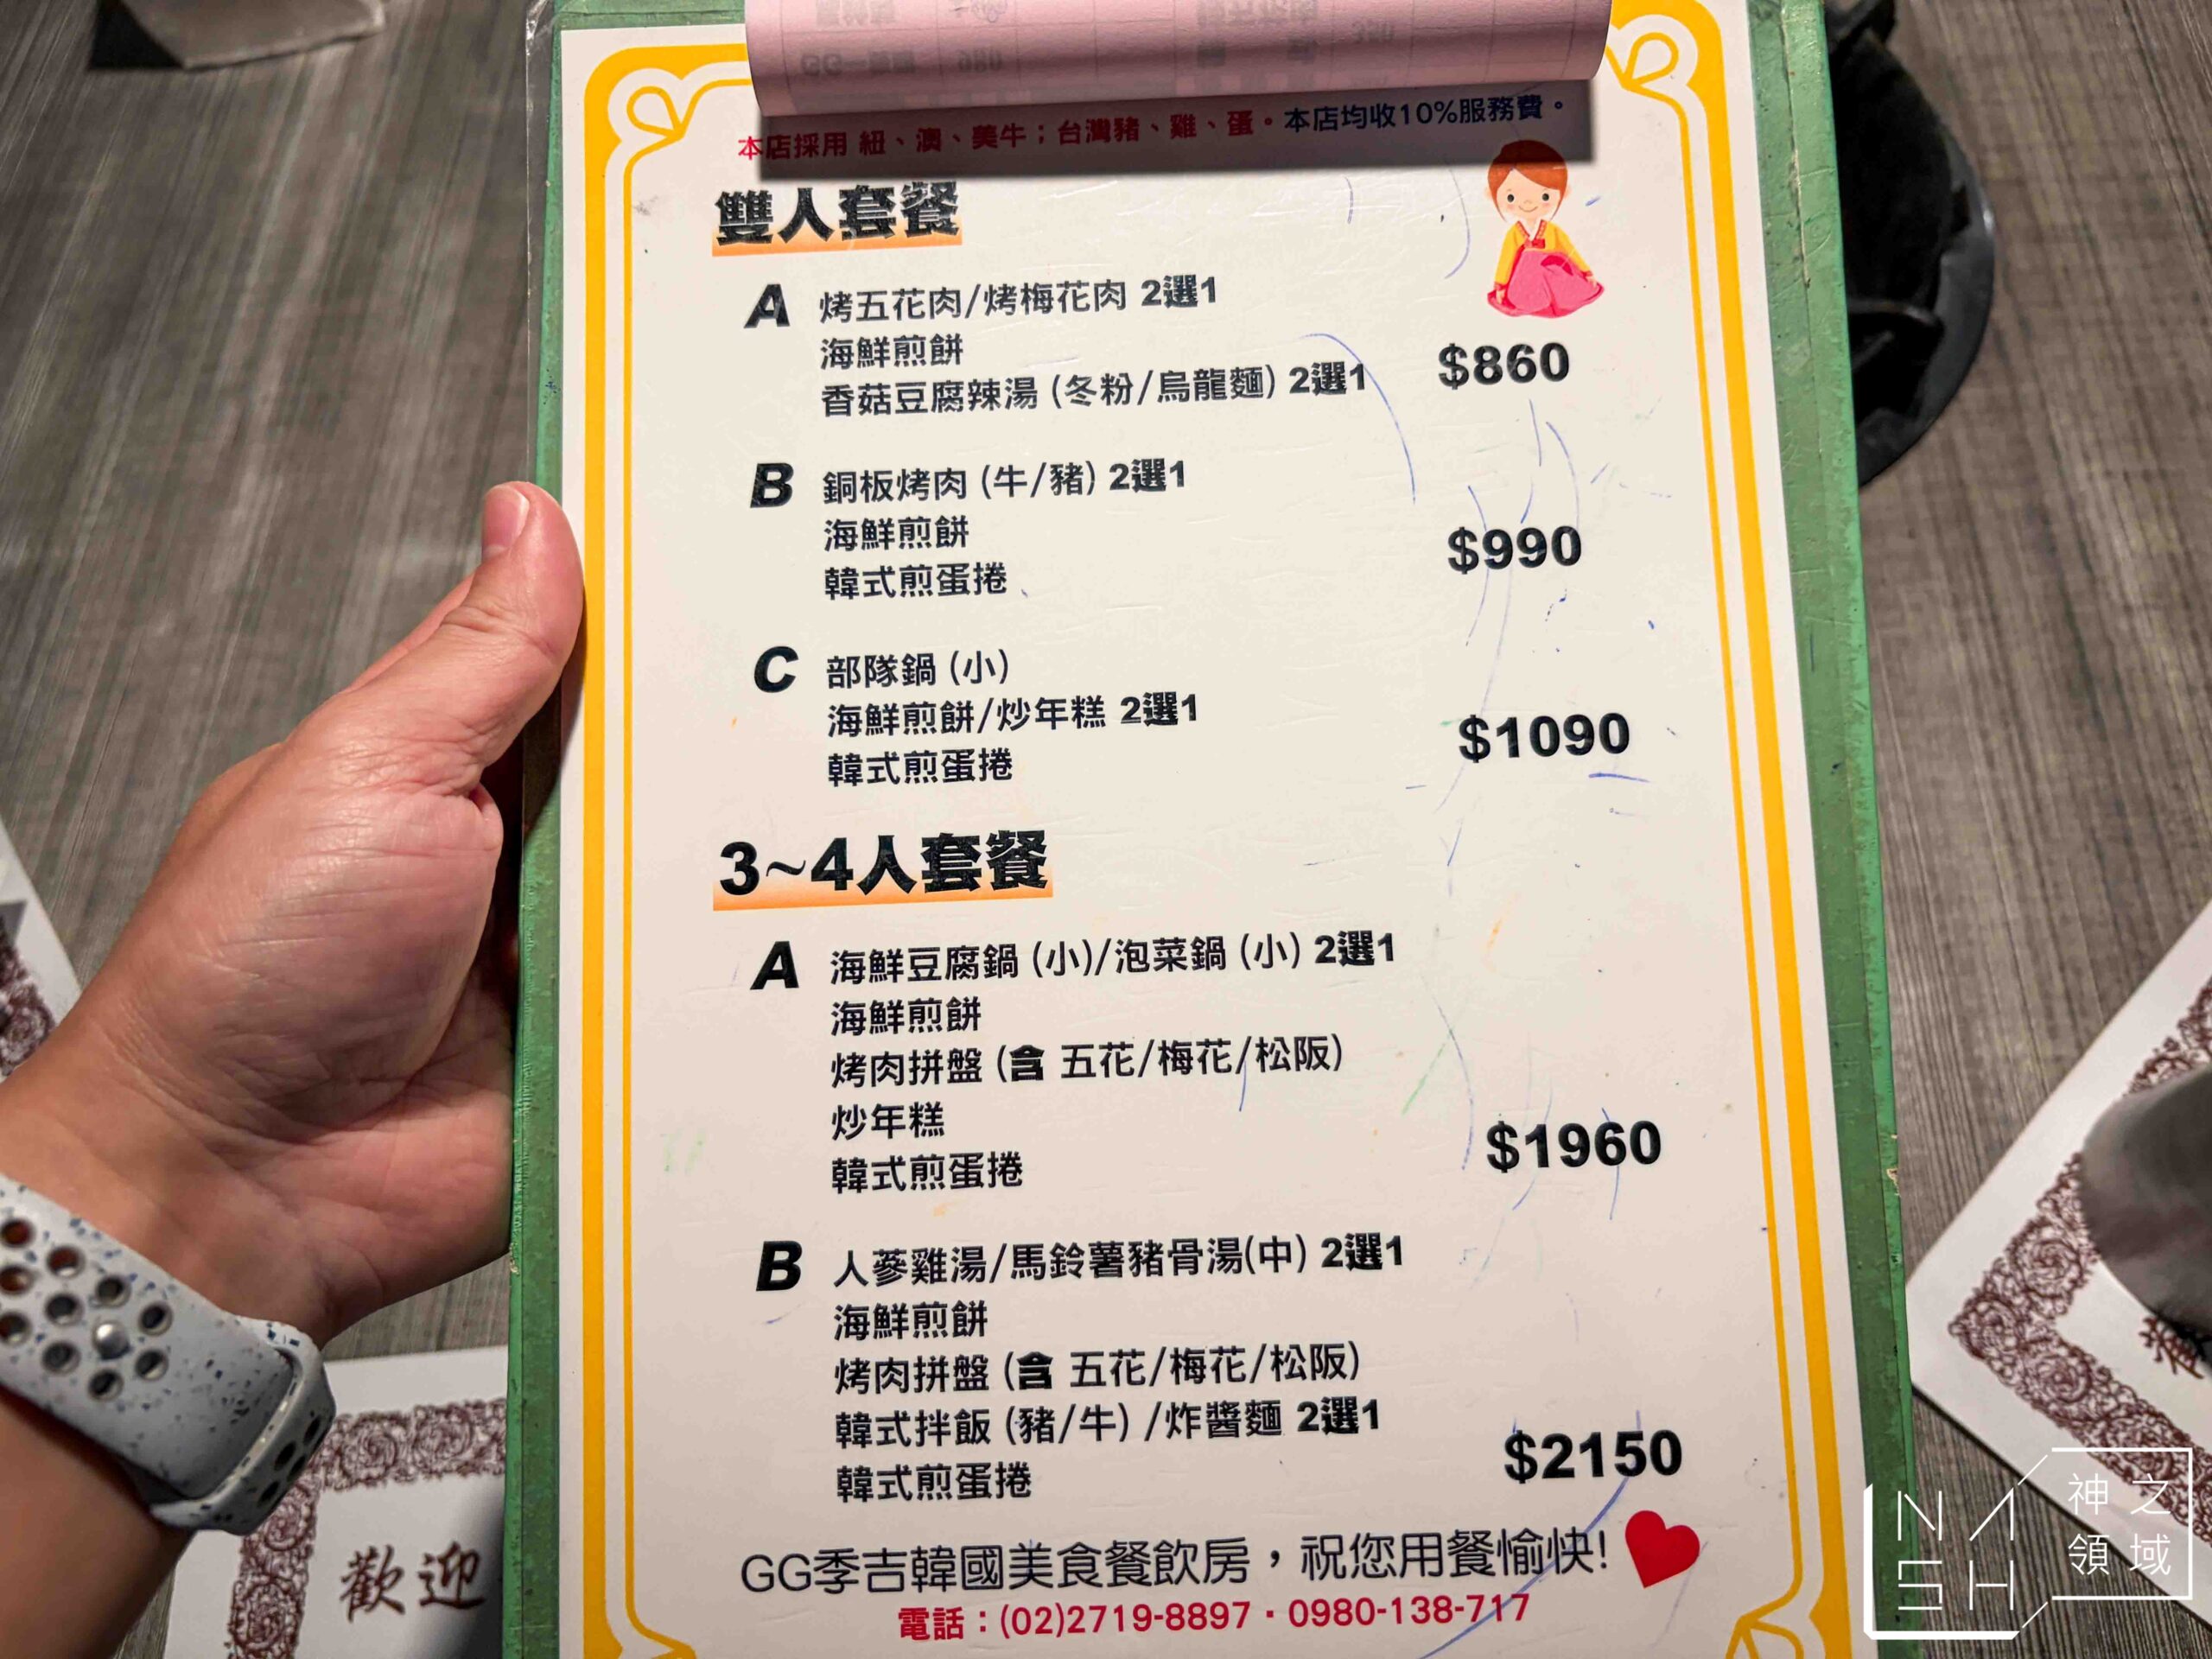 本店採用 紐、澳、美牛；台灣豬、雞、蛋。本店均收10%服務費。
雙人套餐
A 烤五花肉/烤梅花肉 2選1
海鮮煎餅
香菇豆腐辣湯 (冬粉/烏龍麵) 2選1
$860
B 銅板烤肉 (牛/豬) 2選1
海鮮煎餅
韓式煎蛋捲
$990
C 部隊鍋 (小)
海鮮煎餅/炒年糕 2選1
韓式煎蛋捲
$1090
3~4人套餐
A 海鮮豆腐鍋 (小)/泡菜鍋 (小) 2選1
海鮮煎餅
烤肉拼盤 (含 五花/梅花/松阪)
炒年糕
韓式煎蛋捲
$1960
B 人蔘雞湯/馬鈴薯豬骨湯(中) 2選1
海鮮煎餅
烤肉拼盤 (含 五花/梅花/松阪)
韓式拌飯 (豬/牛) /炸醬麵 2選1
韓式煎蛋捲
$2150
GG季吉韓國美食餐飲房，祝您用餐愉快!
電話：(02)2719-8897・0980-138-717
歡迎
NASH
神之領域